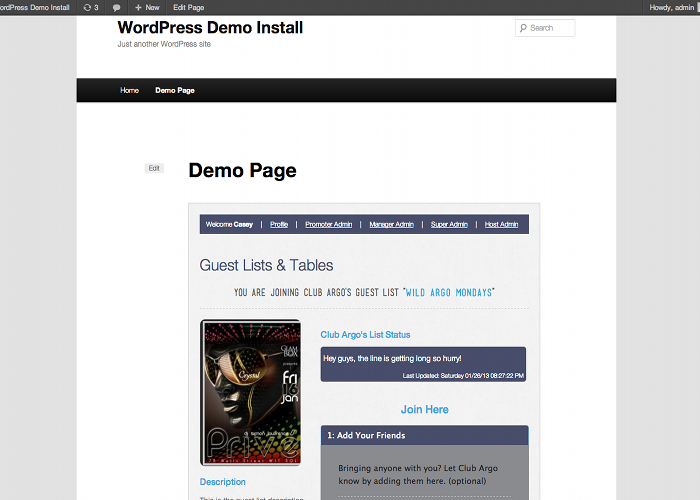 ordPress Demo Install 3 + New Edit Page Howdy, admin
WordPress Demo Install
Just another WordPress site
Search
Home Demo Page
Edit
Demo Page
Welcome Casey | Profile | Promoter Admin | Manager Admin | Super Admin | Host Admin
Guest Lists & Tables
YOU ARE JOINING CLUB ARGO'S GUEST LIST "WILD ARGO MONDAYS"
GLAM
BOX
presents
Crystal
Fri
16
jan
Privé
Description
This is the guest list description
Club Argo's List Status
Hey guys, the line is getting long so hurry!
Last Updated: Saturday 01/26/13 08:27:22 PM
Join Here
1: Add Your Friends
Bringing anyone with you? Let Club Argo
know by adding them here. (optional)